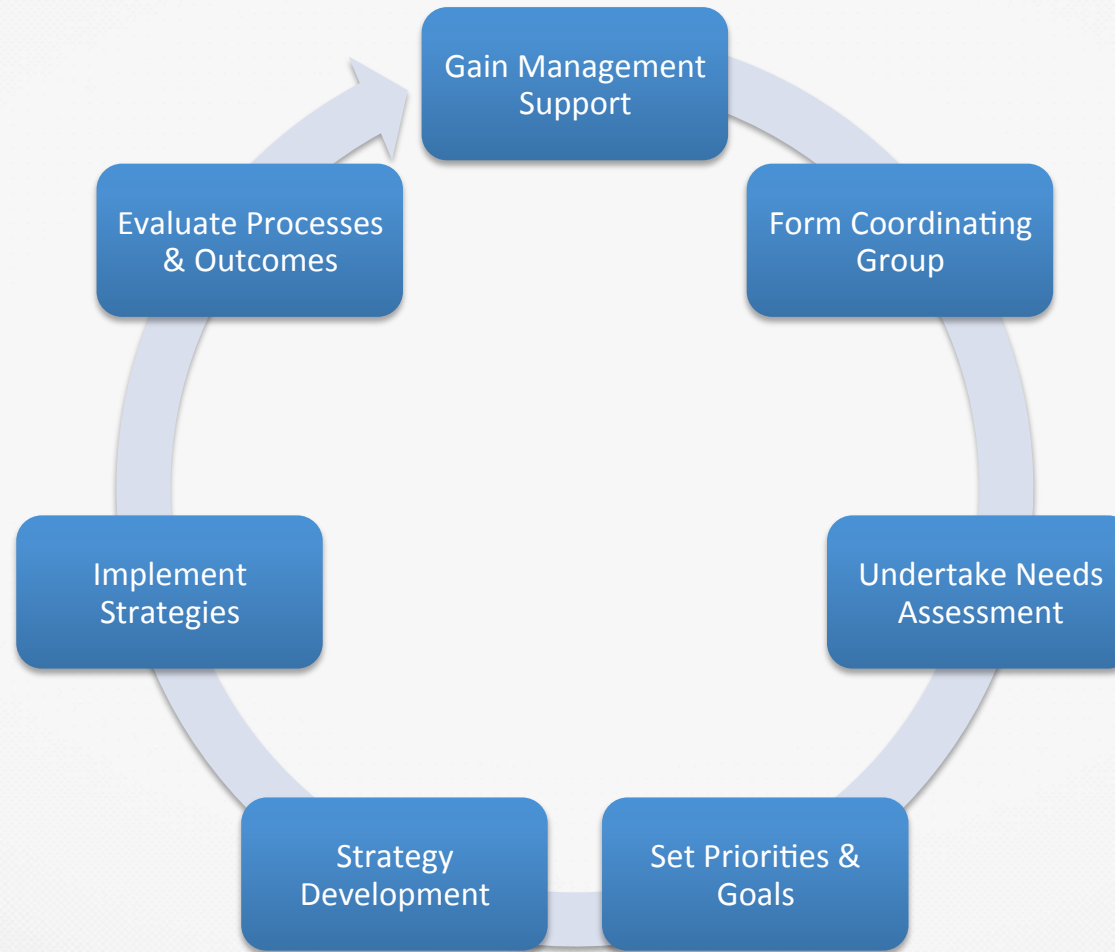 Gain Management
Support
Form Coordinating
Group
Undertake Needs
Assessment
Set Priorities &
Goals
Strategy
Development
Implement
Strategies
Evaluate Processes
& Outcomes